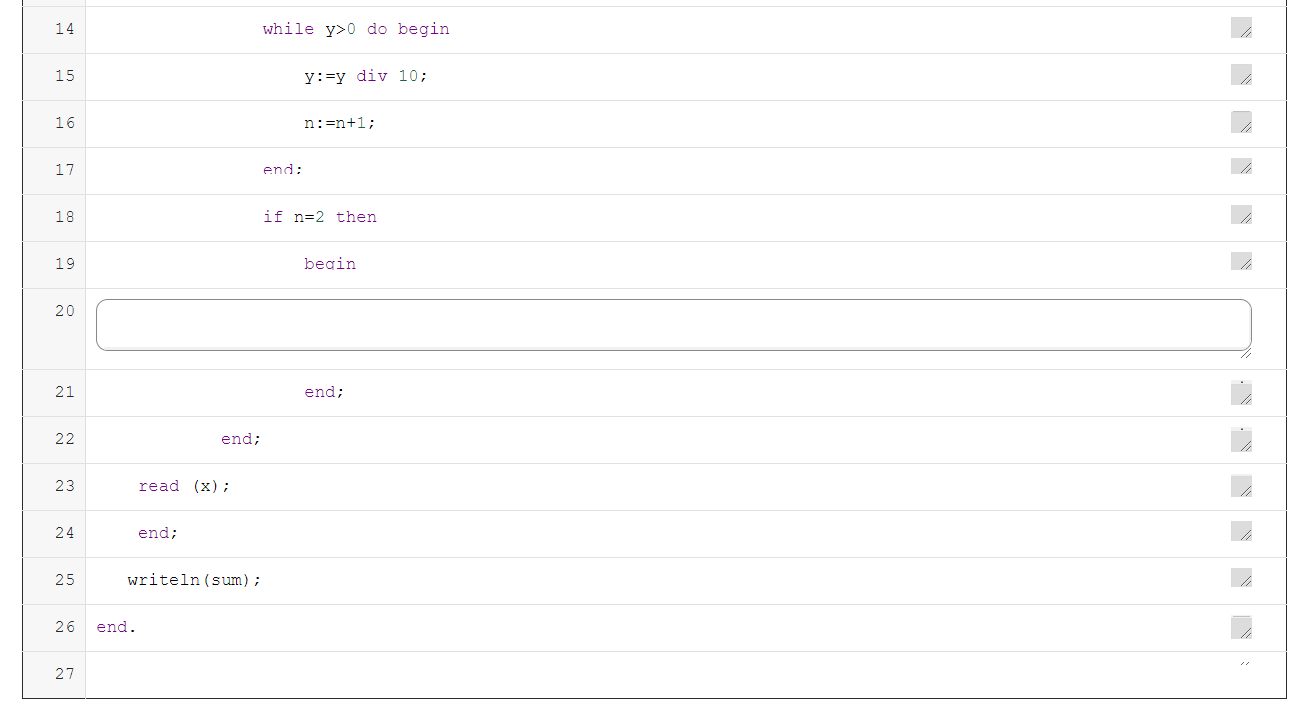 14 while y>0 do begin
15 y:=y div 10;
16 n:=n+1;
17 end;
18 if n=2 then
19 begin
20
21 end;
22 end;
23 read (x);
24 end;
25 writeln(sum);
26 end.
27